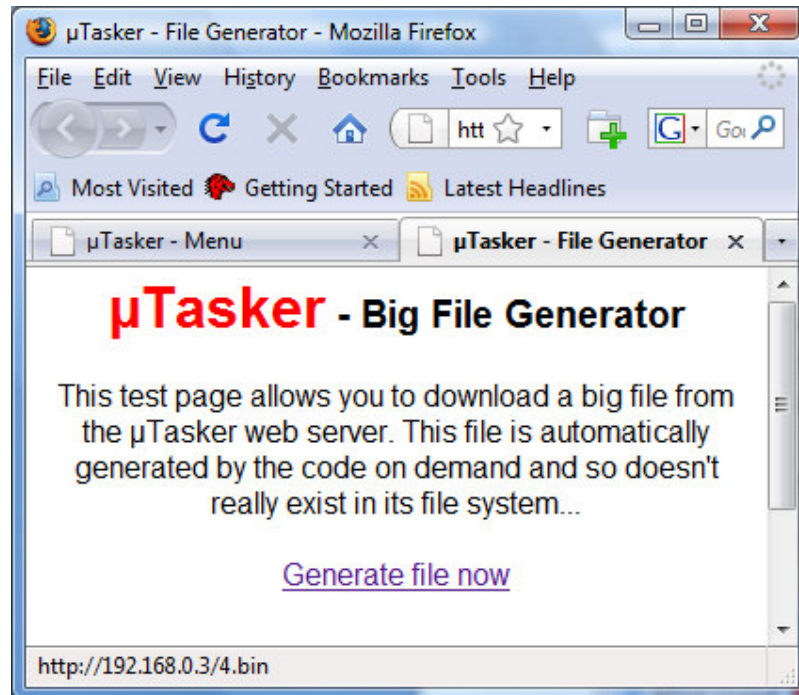 µTasker - File Generator - Mozilla Firefox
File Edit View History Bookmarks Tools Help
htt G
Most Visited Getting Started Latest Headlines
µTasker - Menu µTasker - File Generator
µTasker - Big File Generator
This test page allows you to download a big file from
the µTasker web server. This file is automatically
generated by the code on demand and so doesn't
really exist in its file system...
Generate file now
http://192.168.0.3/4.bin